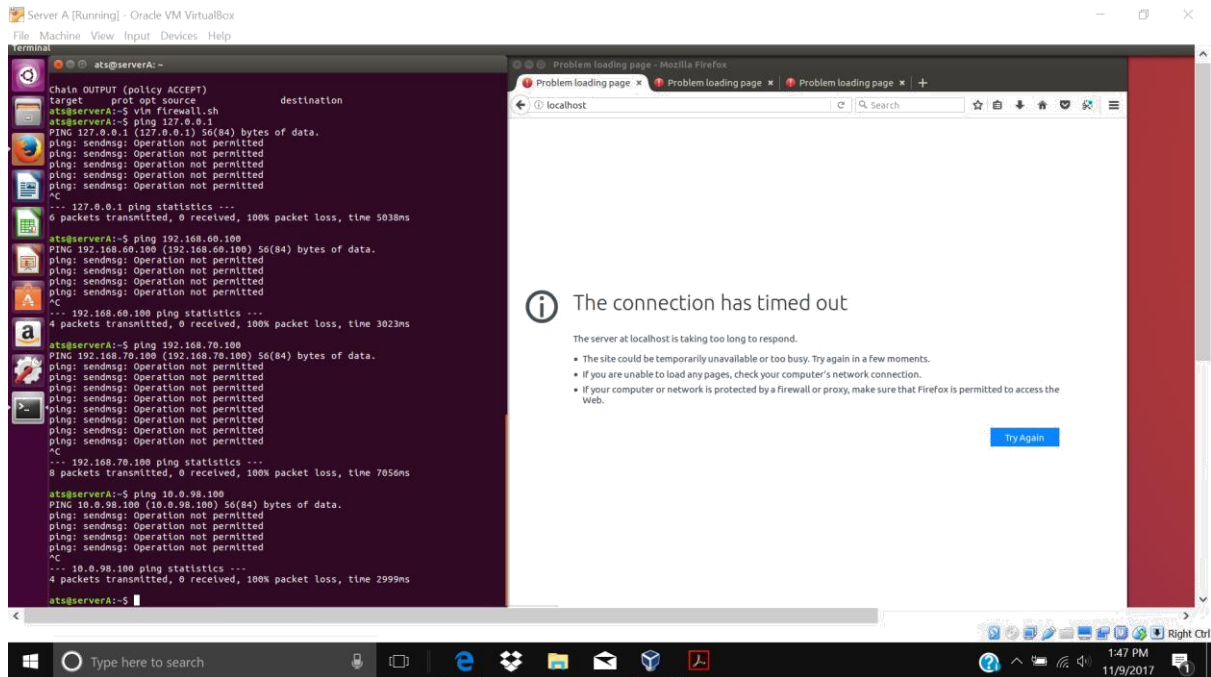 Server A [Running] - Oracle VM VirtualBox
File Machine View Input Devices Help
Terminal
ats@serverA: ~
Chain OUTPUT (policy ACCEPT)
target prot opt source destination
ats@serverA:~$ vim firewall.sh
ats@serverA:~$ ping 127.0.0.1
PING 127.0.0.1 (127.0.0.1) 56(84) bytes of data.
ping: sendmsg: Operation not permitted
ping: sendmsg: Operation not permitted
ping: sendmsg: Operation not permitted
ping: sendmsg: Operation not permitted
ping: sendmsg: Operation not permitted
^C
--- 127.0.0.1 ping statistics ---
6 packets transmitted, 0 received, 100% packet loss, time 5038ms
ats@serverA:~$ ping 192.168.60.100
PING 192.168.60.100 (192.168.60.100) 56(84) bytes of data.
ping: sendmsg: Operation not permitted
ping: sendmsg: Operation not permitted
ping: sendmsg: Operation not permitted
ping: sendmsg: Operation not permitted
^C
--- 192.168.60.100 ping statistics ---
4 packets transmitted, 0 received, 100% packet loss, time 3023ms
ats@serverA:~$ ping 192.168.70.100
PING 192.168.70.100 (192.168.70.100) 56(84) bytes of data.
ping: sendmsg: Operation not permitted
ping: sendmsg: Operation not permitted
ping: sendmsg: Operation not permitted
ping: sendmsg: Operation not permitted
ping: sendmsg: Operation not permitted
ping: sendmsg: Operation not permitted
ping: sendmsg: Operation not permitted
ping: sendmsg: Operation not permitted
^C
--- 192.168.70.100 ping statistics ---
8 packets transmitted, 0 received, 100% packet loss, time 7056ms
ats@serverA:~$ ping 10.0.98.100
PING 10.0.98.100 (10.0.98.100) 56(84) bytes of data.
ping: sendmsg: Operation not permitted
ping: sendmsg: Operation not permitted
ping: sendmsg: Operation not permitted
ping: sendmsg: Operation not permitted
^C
--- 10.0.98.100 ping statistics ---
4 packets transmitted, 0 received, 100% packet loss, time 2999ms
ats@serverA:~$
Problem loading page - Mozilla Firefox
Problem loading page × Problem loading page × Problem loading page × +
localhost Search
The connection has timed out
The server at localhost is taking too long to respond.
• The site could be temporarily unavailable or too busy. Try again in a few moments.
• If you are unable to load any pages, check your computer's network connection.
• If your computer or network is protected by a firewall or proxy, make sure that Firefox is permitted to access the
Web.
Try Again
Right Ctrl
Type here to search
1:47 PM
11/9/2017